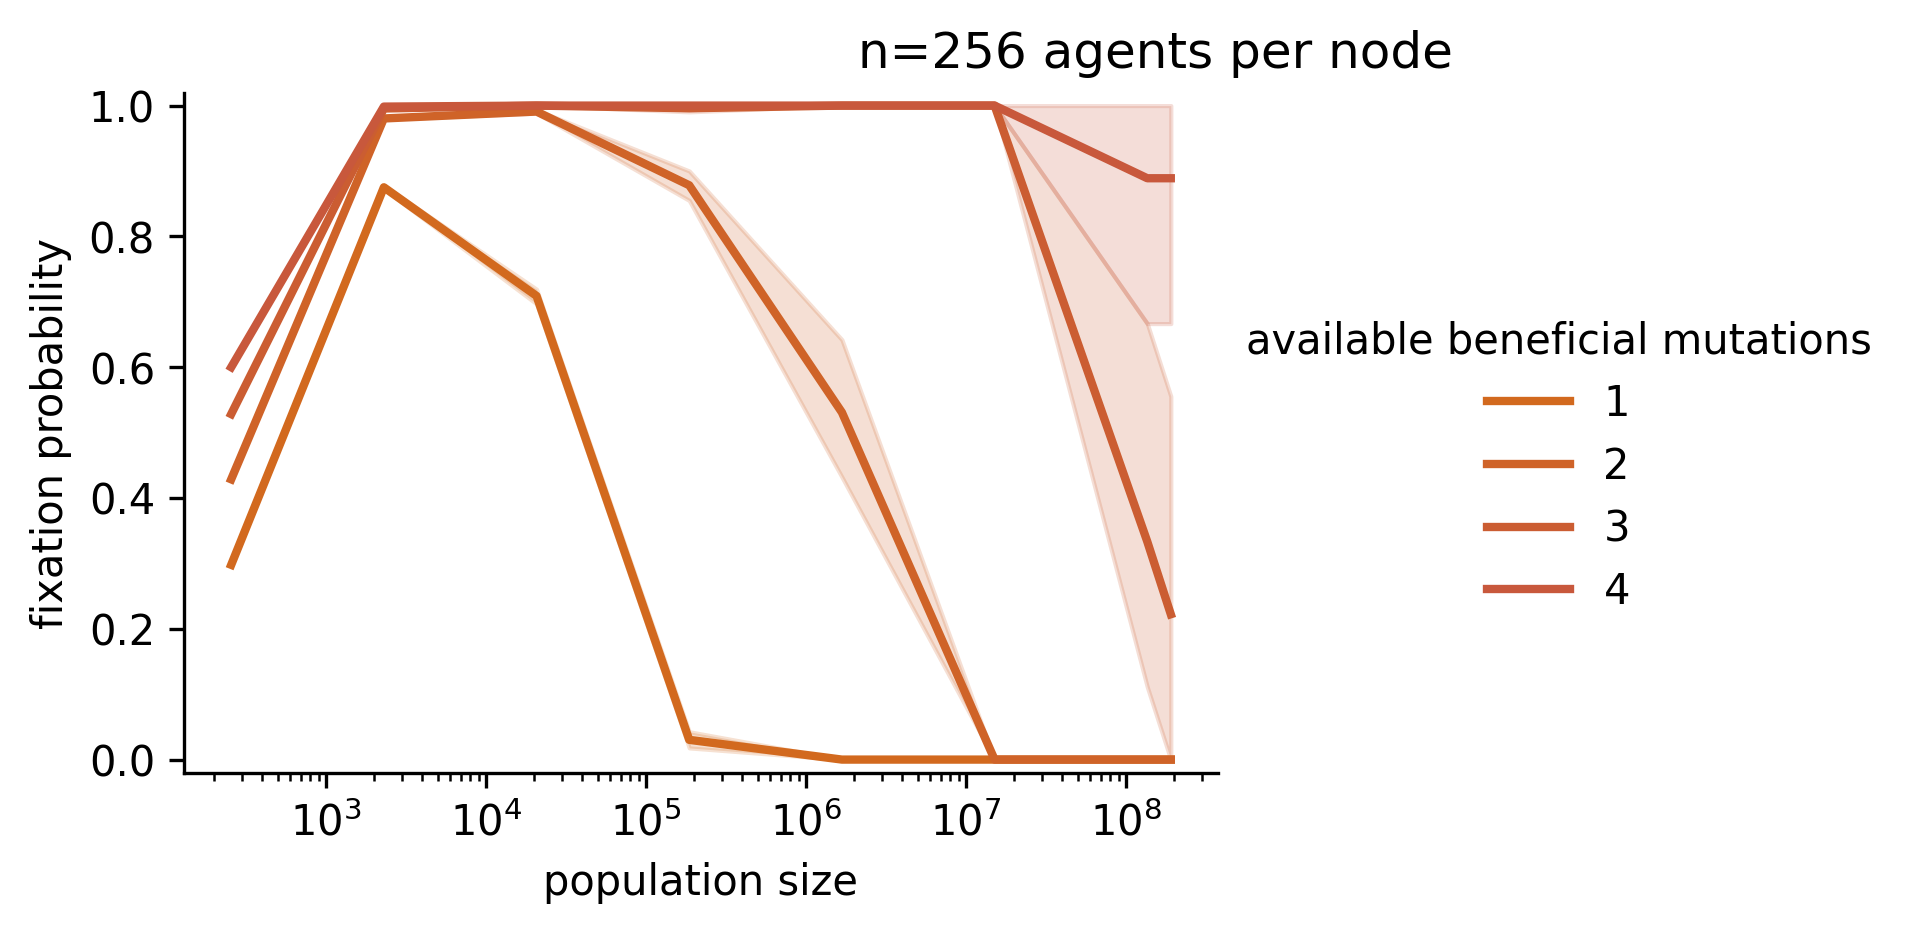 n=256 agents per node
1.0
0.8
0.6
0.4
0.2
0.0
fixation probability
10³ 10⁴ 10⁵ 10⁶ 10⁷ 10⁸
population size
available beneficial mutations
1
2
3
4